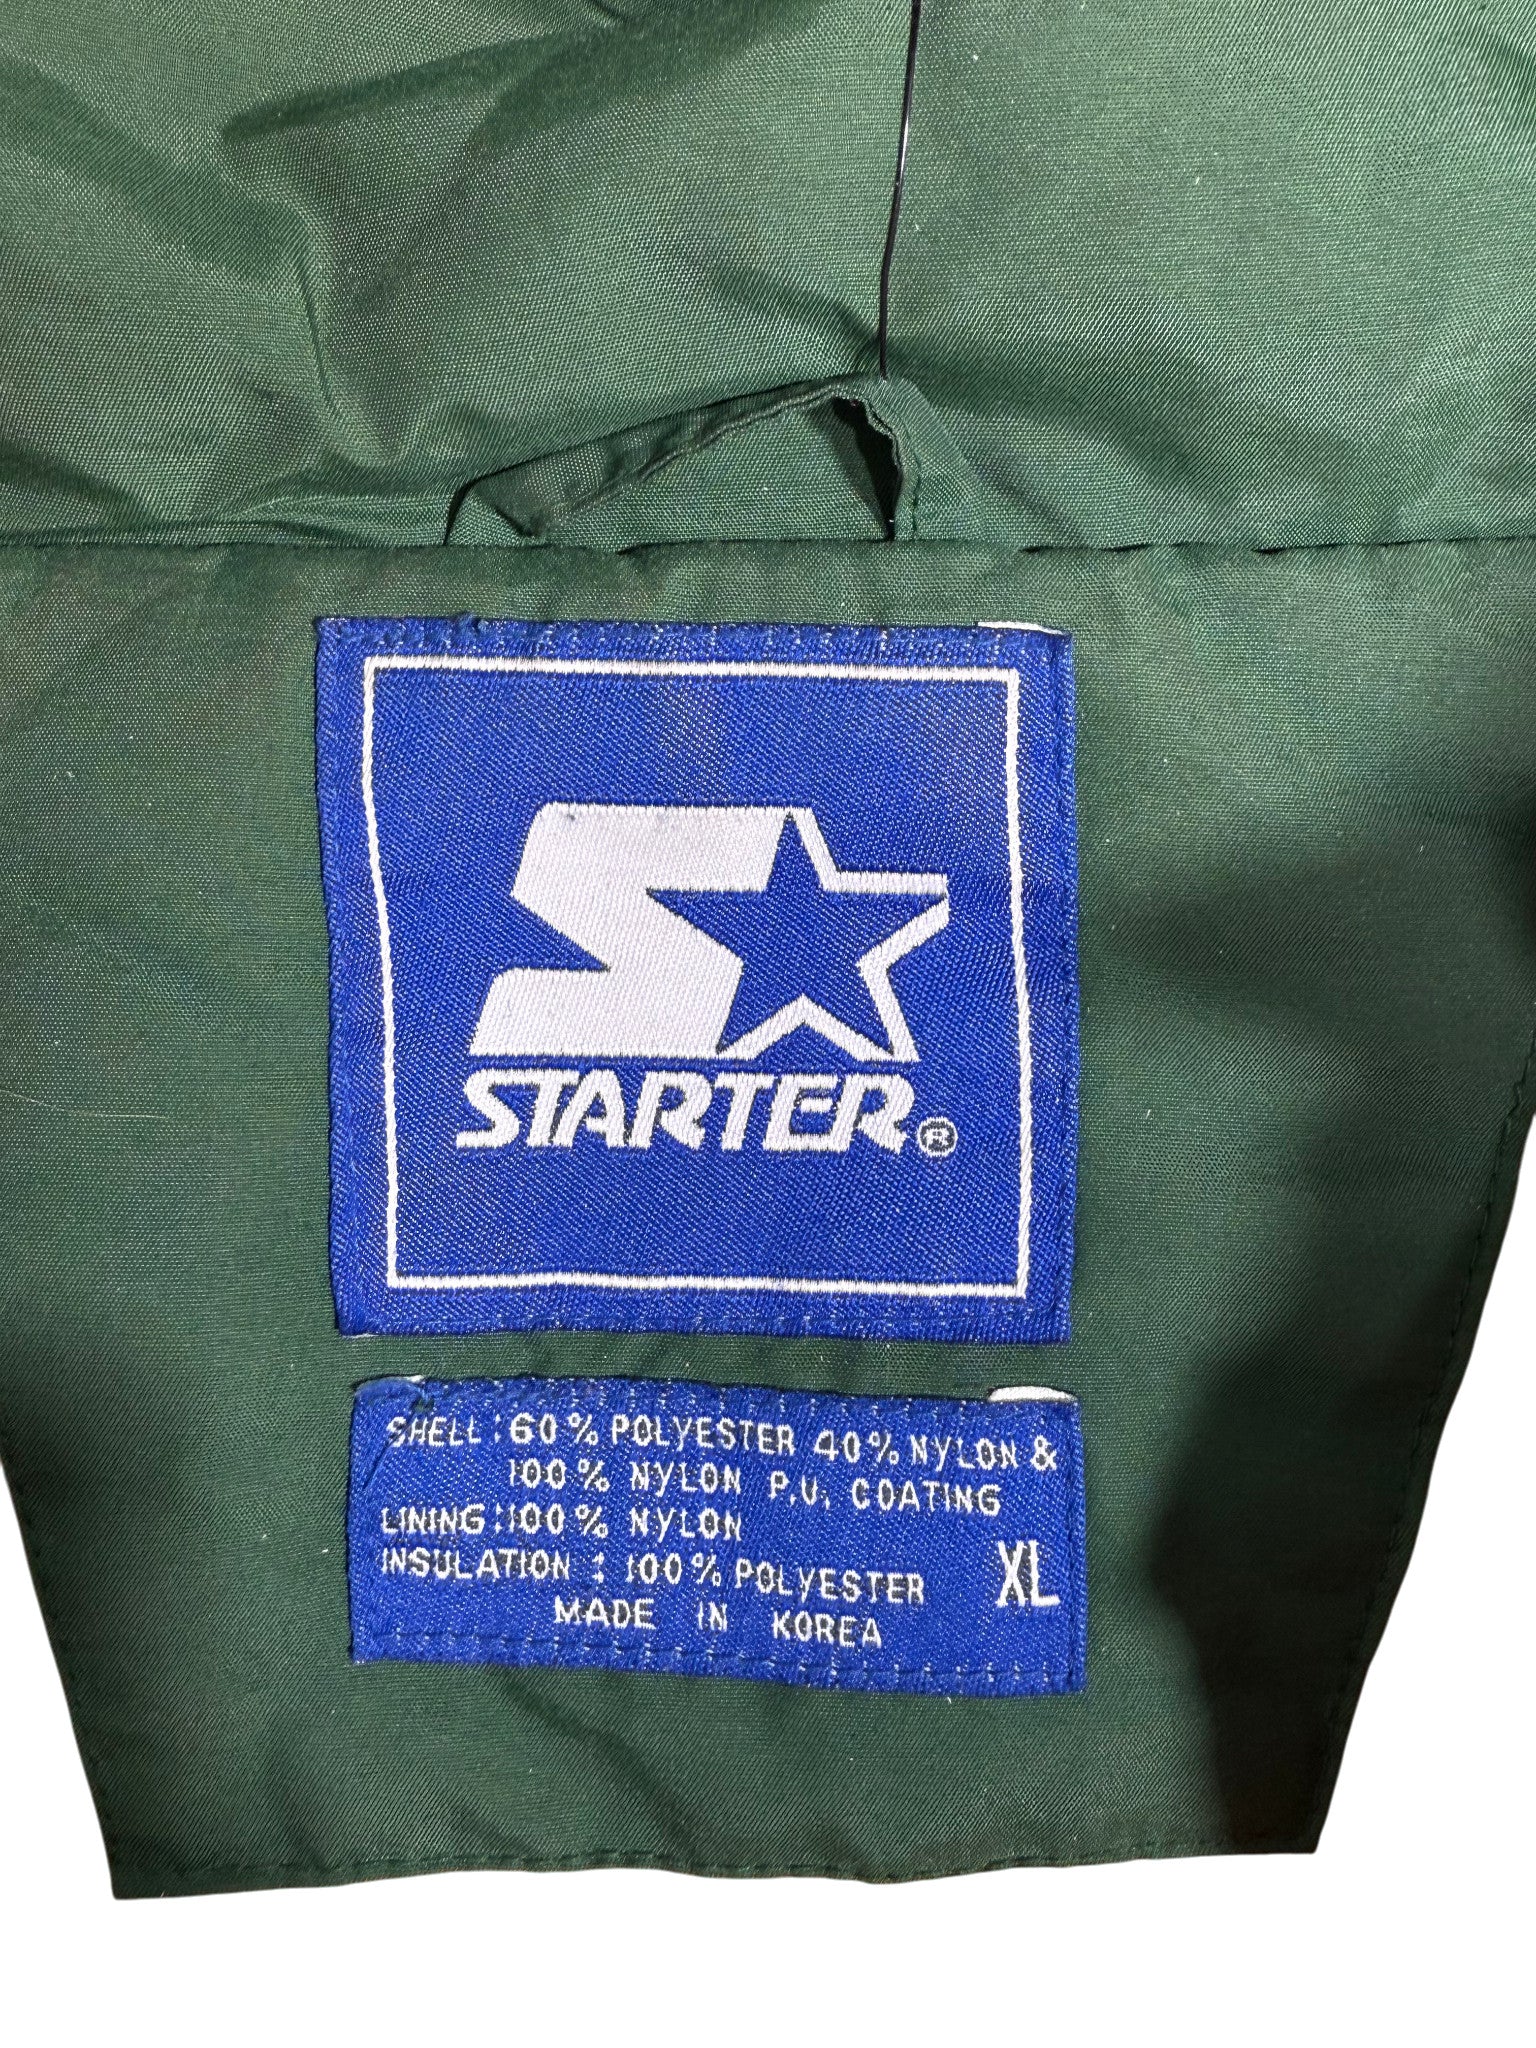 STARTER®
SHELL : 60% POLYESTER 40% NYLON &
100% NYLON P.U. COATING
LINING : 100% NYLON
INSULATION : 100% POLYESTER XL
MADE IN KOREA